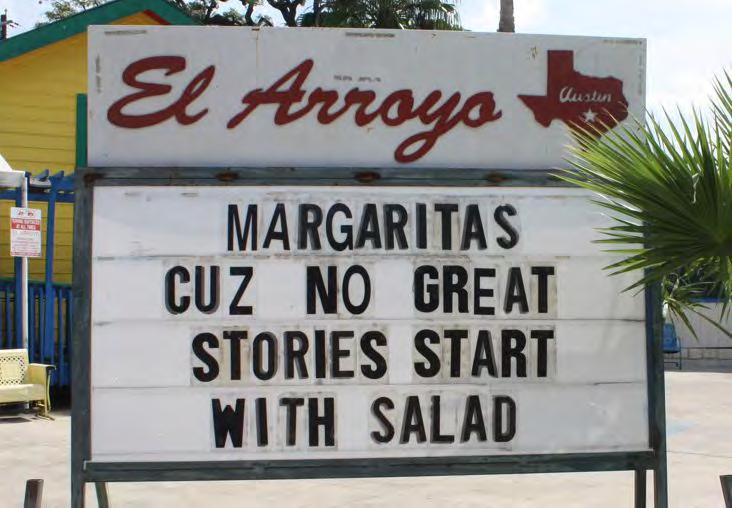 El Arroyo
Austin
MARGARITAS
CUZ NO GREAT
STORIES START
WITH SALAD